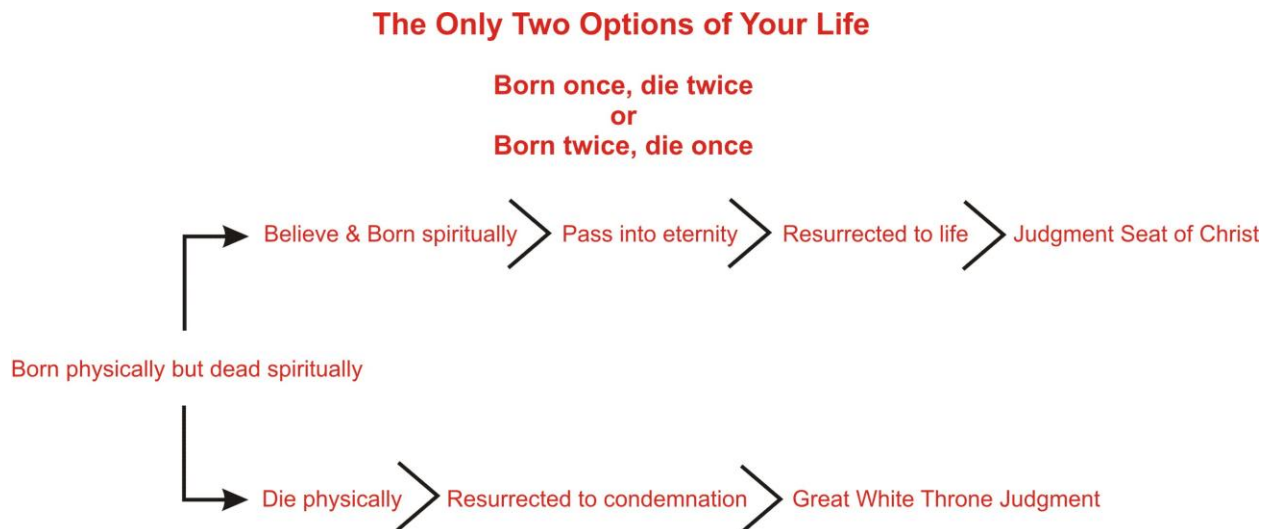 The Only Two Options of Your Life
Born once, die twice
or
Born twice, die once
Believe & Born spiritually
Pass into eternity
Resurrected to life
Judgment Seat of Christ
Born physically but dead spiritually
Die physically
Resurrected to condemnation
Great White Throne Judgment